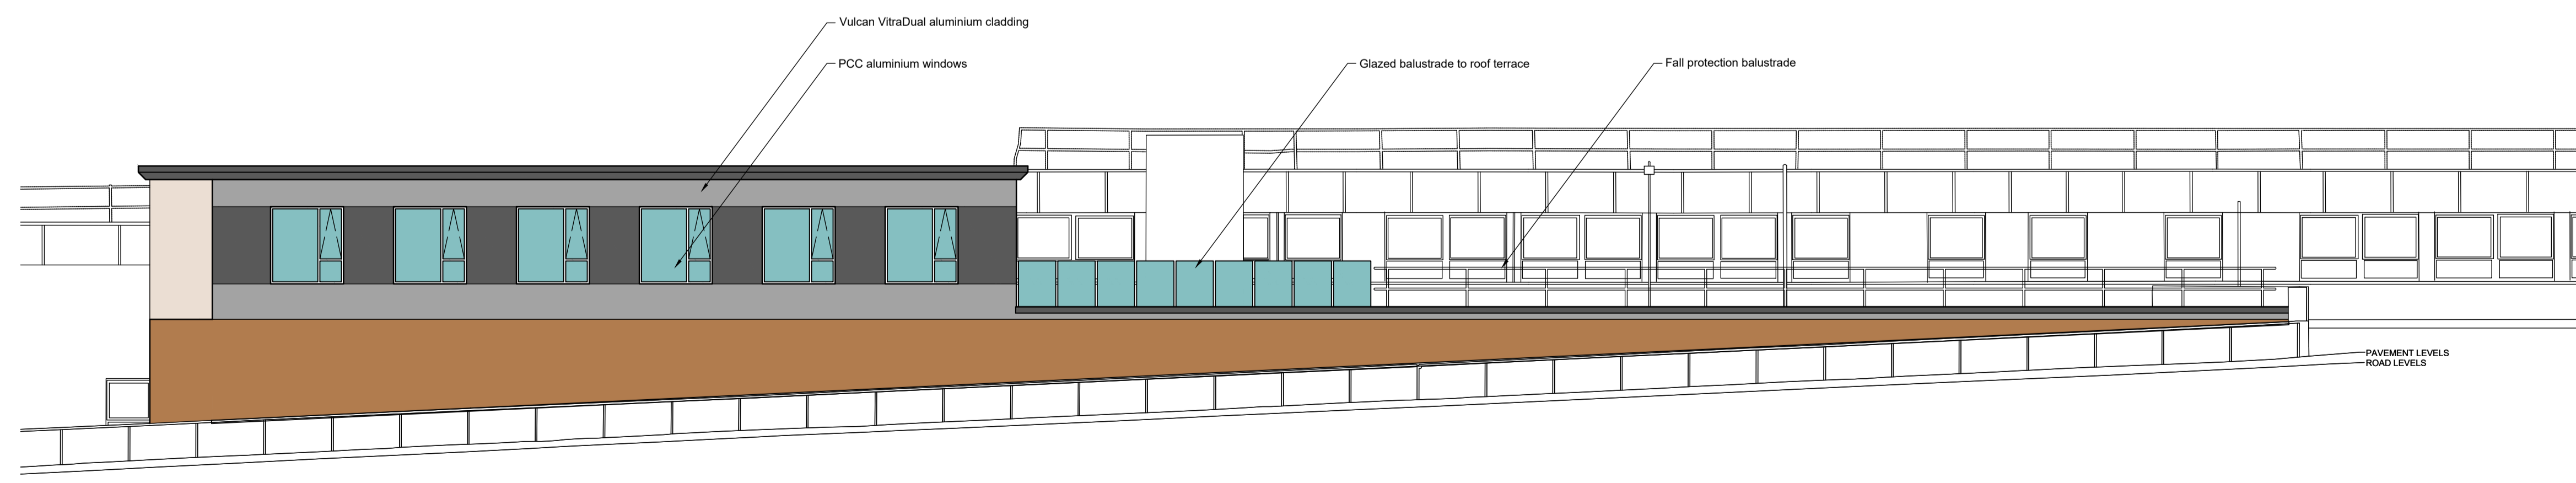 Vulcan VitraDual aluminium cladding
PCC aluminium windows
Glazed balustrade to roof terrace
Fall protection balustrade
PAVEMENT LEVELS
ROAD LEVELS